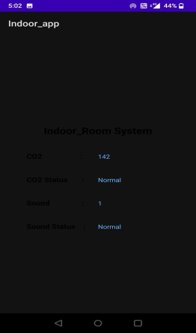 5:02 44%
Indoor_app
Indoor_Room System
CO2 : 142
CO2 Status : Normal
Sound : 1
Sound Status : Normal